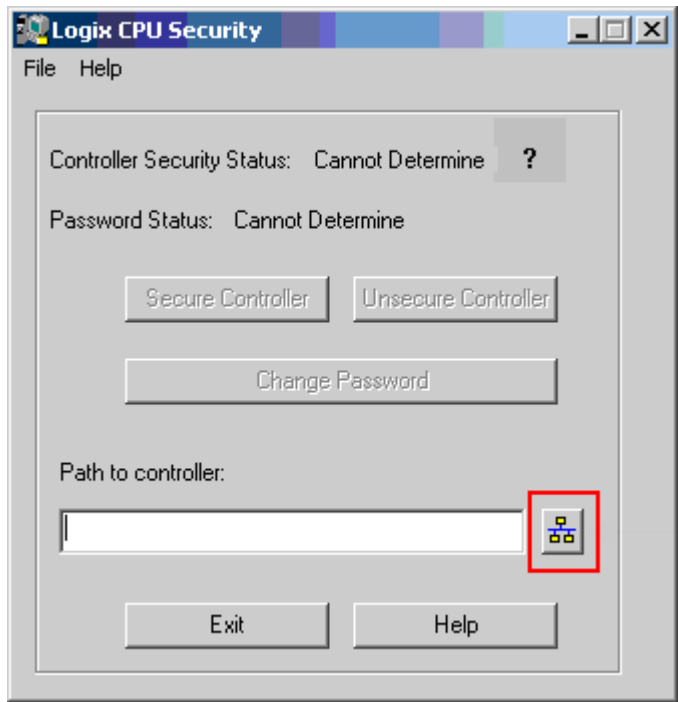 Logix CPU Security
File Help
Controller Security Status: Cannot Determine ?
Password Status: Cannot Determine
Secure Controller Unsecure Controller
Change Password
Path to controller:
Exit Help